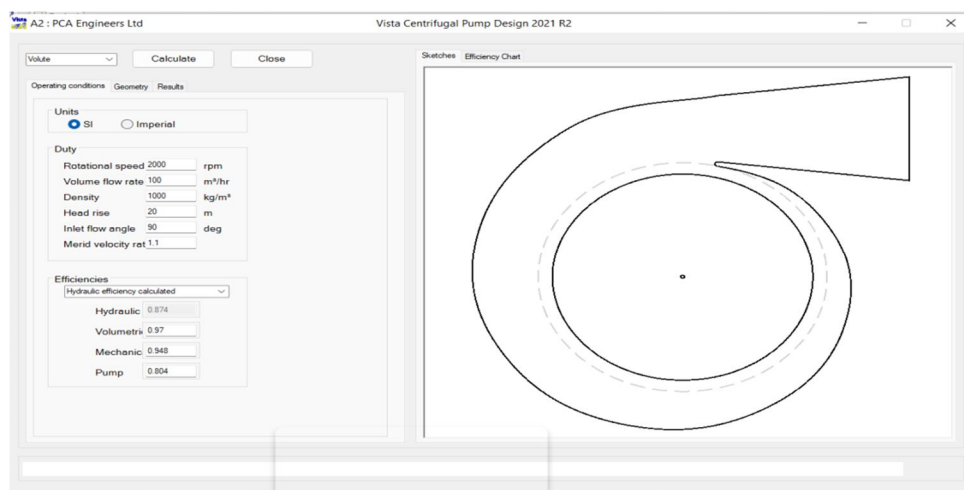 Vista
A2 : PCA Engineers Ltd
Vista Centrifugal Pump Design 2021 R2
Volute
Calculate
Close
Operating conditions Geometry Results
Units
SI Imperial
Duty
Rotational speed 2000 rpm
Volume flow rate 100 m³/hr
Density 1000 kg/m³
Head rise 20 m
Inlet flow angle 90 deg
Merid velocity rat 1.1
Efficiencies
Hydraulic efficiency calculated
Hydraulic 0.874
Volumetri 0.97
Mechanic 0.948
Pump 0.804
Sketches Efficiency Chart